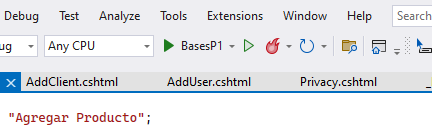 Debug Test Analyze Tools Extensions Window Help Search
ug Any CPU BasesP1
AddClient.cshtml AddUser.cshtml Privacy.cshtml
"Agregar Producto";